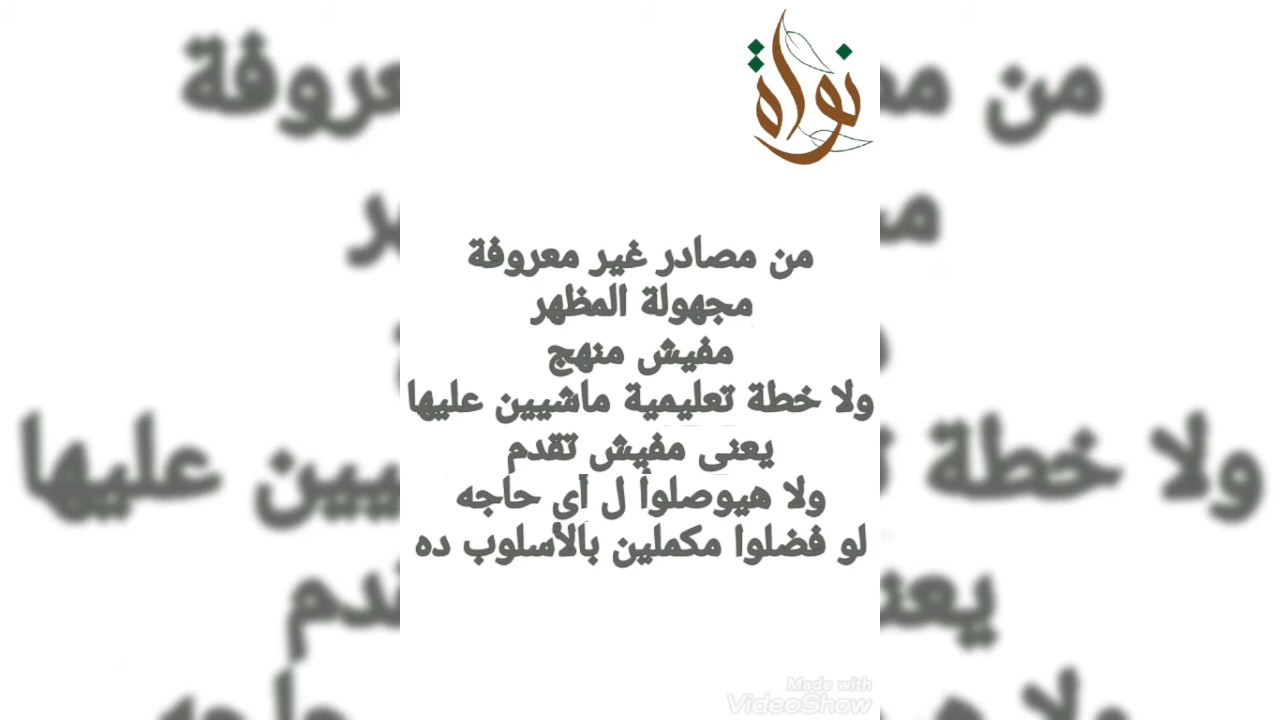 نواة
من مصادر غير معروفة
مجهولة المظهر
مفيش منهج
ولا خطة تعليمية ماشيين عليها
يعنى مفيش تقدم
ولا هيوصلوا ل أى حاجه
لو فضلوا مكملين بالأسلوب ده
Made with
VideoShow